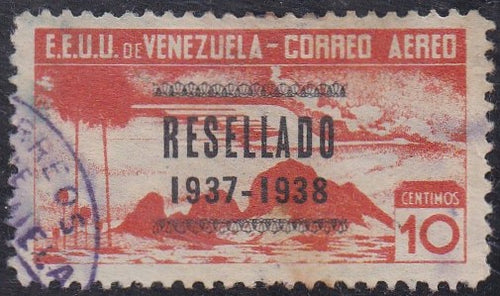 E.E.U.U. DE VENEZUELA - CORREO AEREO
RESELLADO
1937-1938
CENTIMOS
10